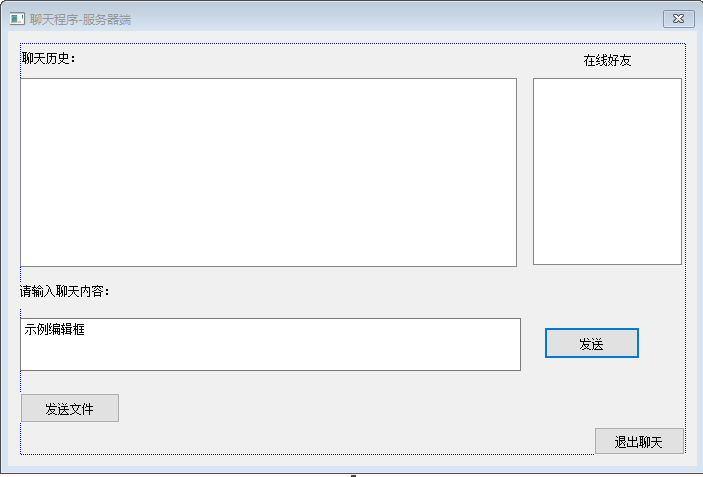 聊天程序-服务器端
聊天历史：
在线好友
请输入聊天内容：
示例编辑框
发送
发送文件
退出聊天